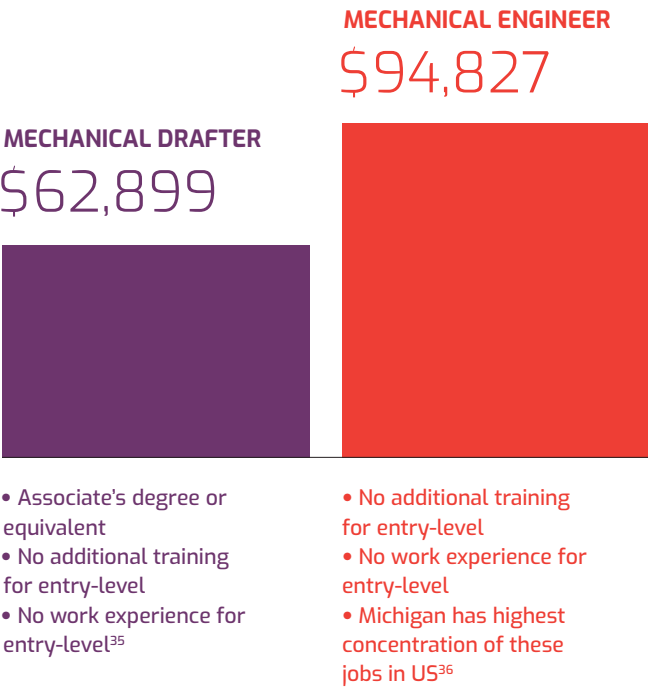 MECHANICAL ENGINEER
$94,827
MECHANICAL DRAFTER
$62,899
• Associate's degree or
equivalent
• No additional training
for entry-level
• No work experience for
entry-level³⁵
• No additional training
for entry-level
• No work experience for
entry-level
• Michigan has highest
concentration of these
jobs in US³⁶